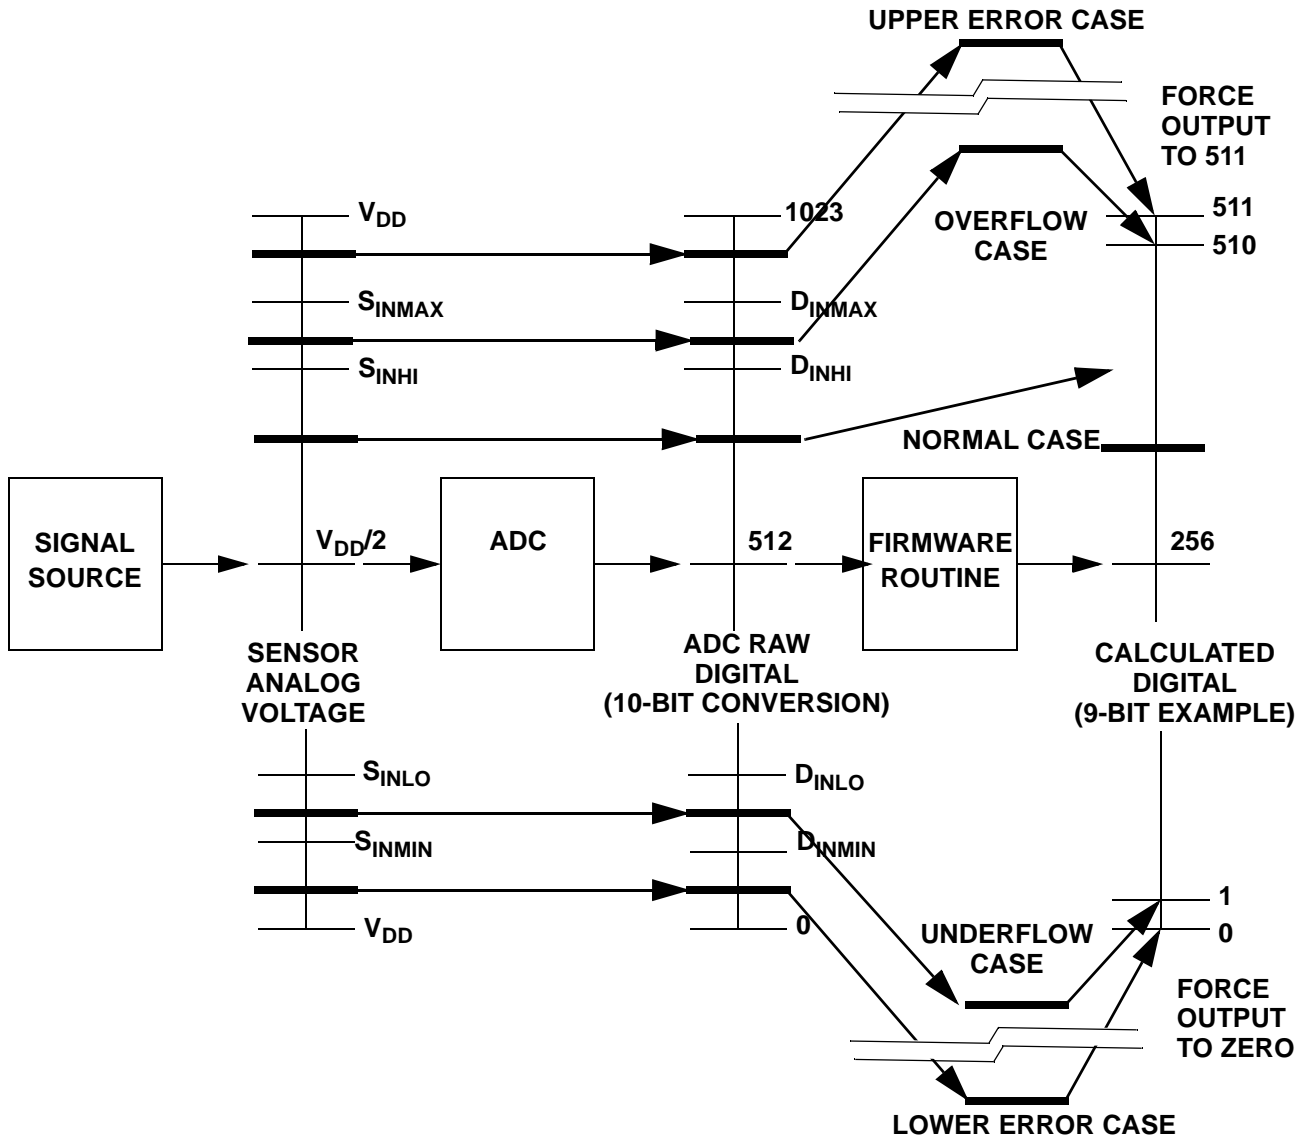 UPPER ERROR CASE
FORCE
OUTPUT
TO 511
VDD
1023
511
OVERFLOW
CASE
510
SINMAX
DINMAX
SINHI
DINHI
NORMAL CASE
SIGNAL
SOURCE
VDD/2
ADC
512
FIRMWARE
ROUTINE
256
SENSOR
ANALOG
VOLTAGE
ADC RAW
DIGITAL
(10-BIT CONVERSION)
CALCULATED
DIGITAL
(9-BIT EXAMPLE)
SINLO
DINLO
SINMIN
DINMIN
VDD
0
1
0
UNDERFLOW
CASE
FORCE
OUTPUT
TO ZERO
LOWER ERROR CASE